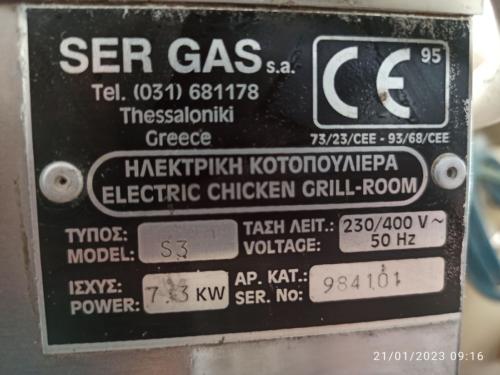 SER GAS s.a.
Tel. (031) 681178
Thessaloniki
Greece
CE 95
73/23/CEE - 93/68/CEE
ΗΛΕΚΤΡΙΚΗ ΚΟΤΟΠΟΥΛΙΕΡΑ
ELECTRIC CHICKEN GRILL-ROOM
ΤΥΠΟΣ:
MODEL: S3
ΤΑΣΗ ΛΕΙΤ.: 230/400 V ~
VOLTAGE: 50 Hz
ΙΣΧΥΣ:
POWER: 7.3 KW
ΑΡ. ΚΑΤ.:
SER. No: 984101
21/01/2023 09:16